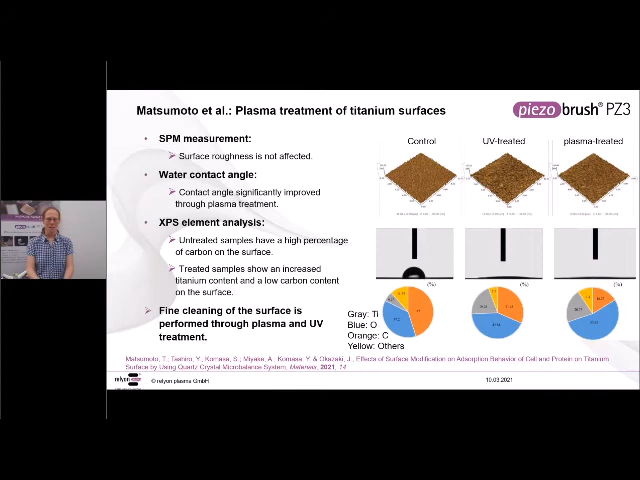 Matsumoto et al.: Plasma treatment of titanium surfaces
piezobrush® PZ3
• SPM measurement:
Surface roughness is not affected.
• Water contact angle:
Contact angle significantly improved
through plasma treatment.
• XPS element analysis:
Untreated samples have a high percentage
of carbon on the surface.
Treated samples show an increased
titanium content and a low carbon content
on the surface.
Fine cleaning of the surface is
performed through plasma and UV
treatment.
Control UV-treated plasma-treated
(%) (%) (%)
Gray: Ti
Blue: O
Orange: C
Yellow: Others
Matsumoto, T.; Tashiro, Y.; Komasa, S.; Miyake, A.; Komasa, Y. & Okazaki, J., Effects of Surface Modification on Adsorption Behavior of Cell and Protein on Titanium
Surface by Using Quartz Crystal Microbalance System, Materials, 2021, 14
relyon
plasma
© relyon plasma GmbH
10.03.2021